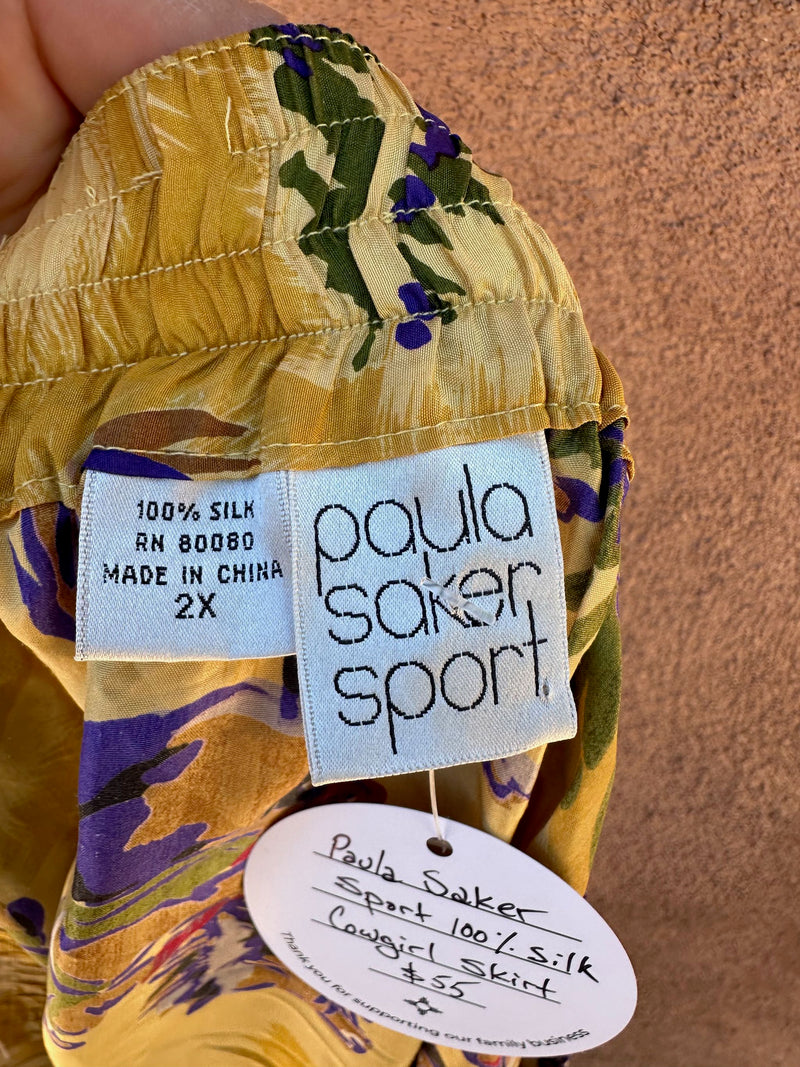 100% SILK
RN 80080
MADE IN CHINA
2X
paula
saker
sport.
Paula Saker
Sport 100% Silk
Cowgirl Skirt
$55
Thank you for supporting our family business